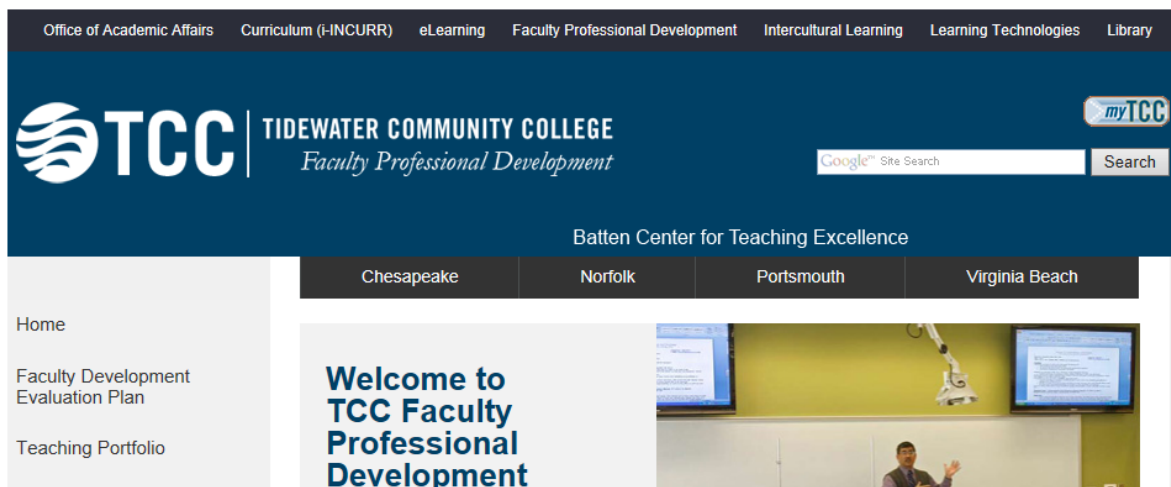 Office of Academic Affairs Curriculum (i-INCURR) eLearning Faculty Professional Development Intercultural Learning Learning Technologies Library
TCC TIDEWATER COMMUNITY COLLEGE
Faculty Professional Development
myTCC
Google™ Site Search Search
Batten Center for Teaching Excellence
Chesapeake Norfolk Portsmouth Virginia Beach
Home
Faculty Development
Evaluation Plan
Teaching Portfolio
Welcome to
TCC Faculty
Professional
Development